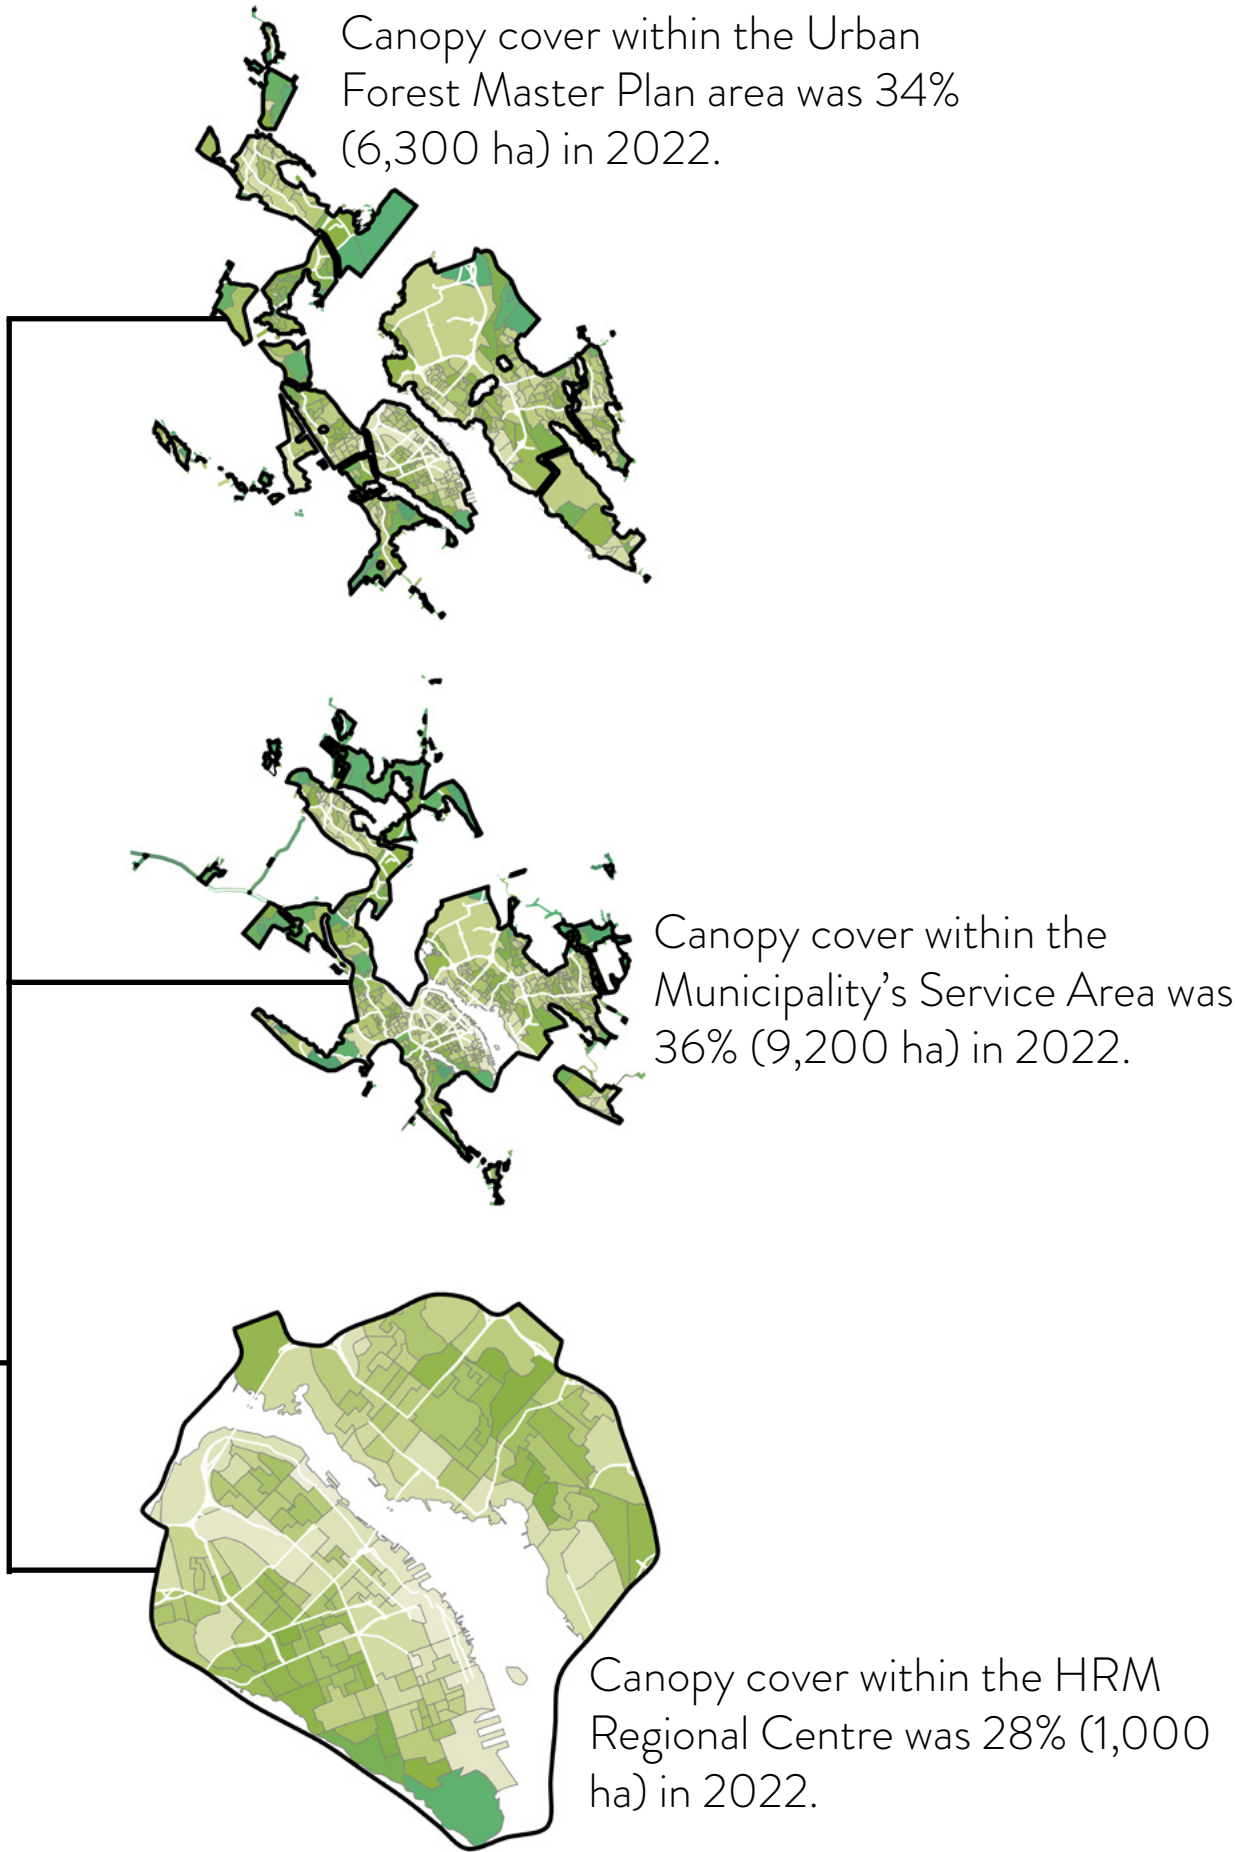 Canopy cover within the Urban
Forest Master Plan area was 34%
(6,300 ha) in 2022.
Canopy cover within the
Municipality’s Service Area was
36% (9,200 ha) in 2022.
Canopy cover within the HRM
Regional Centre was 28% (1,000
ha) in 2022.